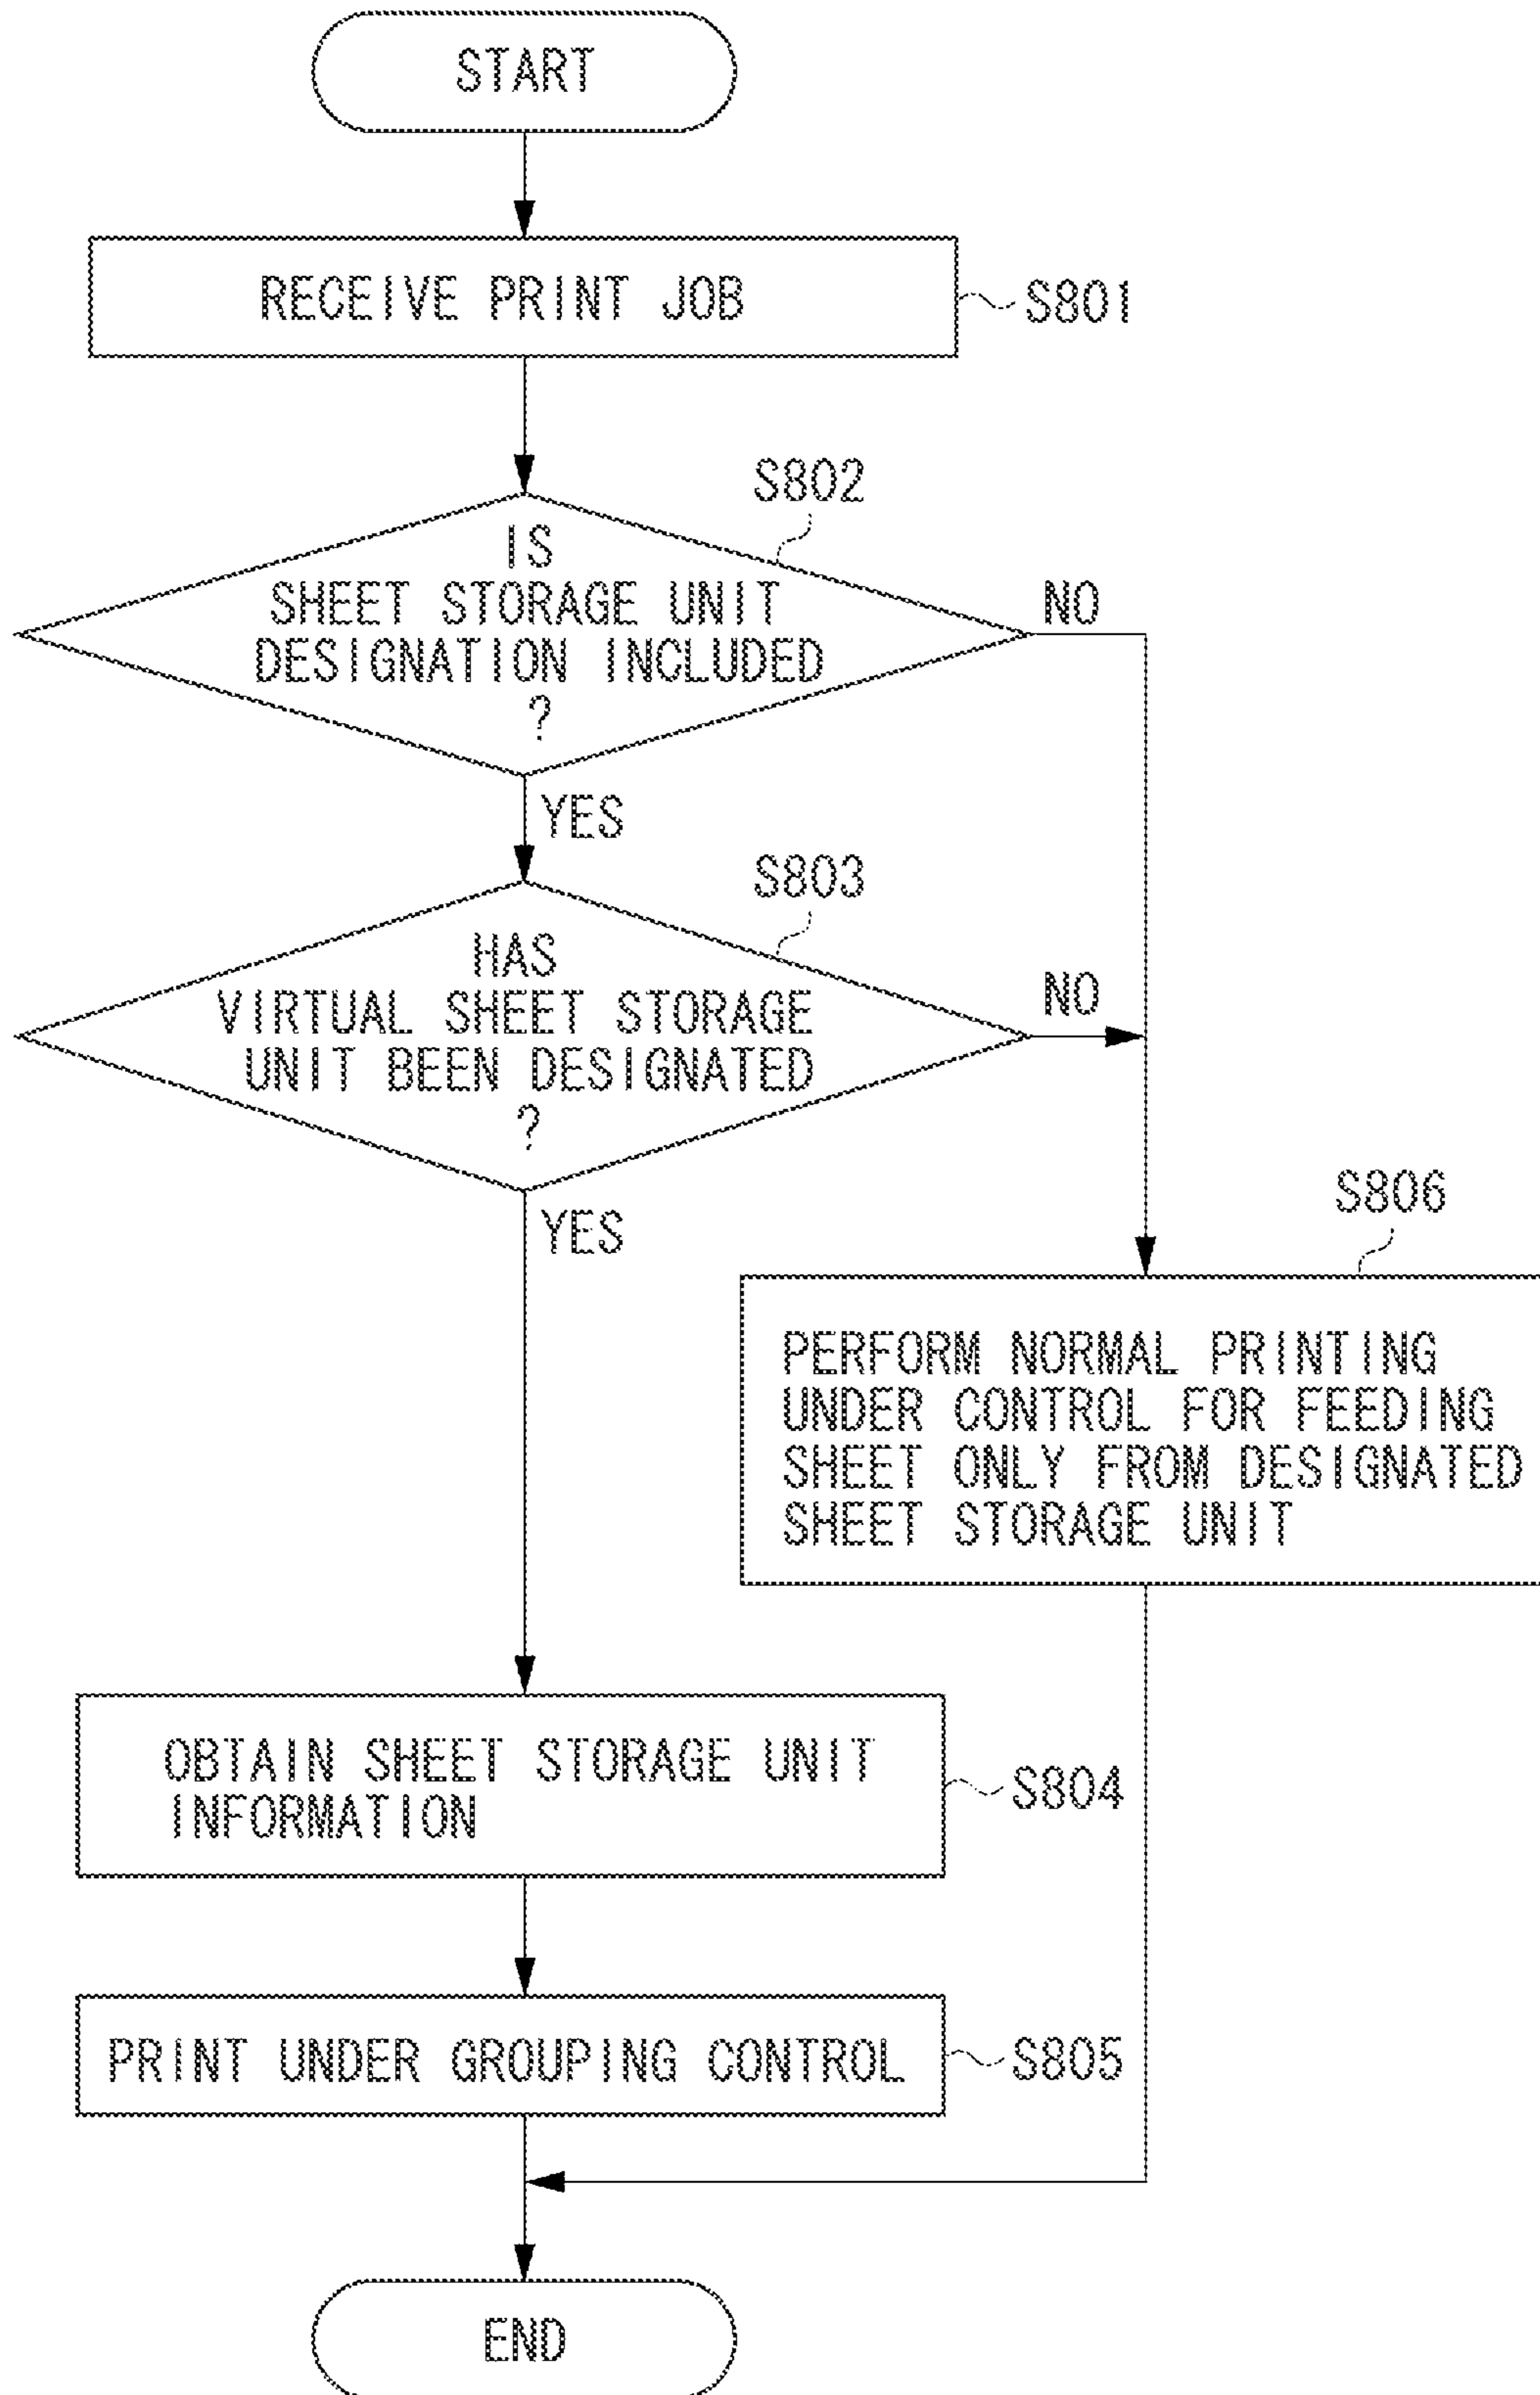 START
RECEIVE PRINT JOB
S801
S802
IS
SHEET STORAGE UNIT
DESIGNATION INCLUDED
?
NO
YES
S803
HAS
VIRTUAL SHEET STORAGE
UNIT BEEN DESIGNATED
?
NO
YES
S806
PERFORM NORMAL PRINTING
UNDER CONTROL FOR FEEDING
SHEET ONLY FROM DESIGNATED
SHEET STORAGE UNIT
OBTAIN SHEET STORAGE UNIT
INFORMATION
S804
PRINT UNDER GROUPING CONTROL
S805
END